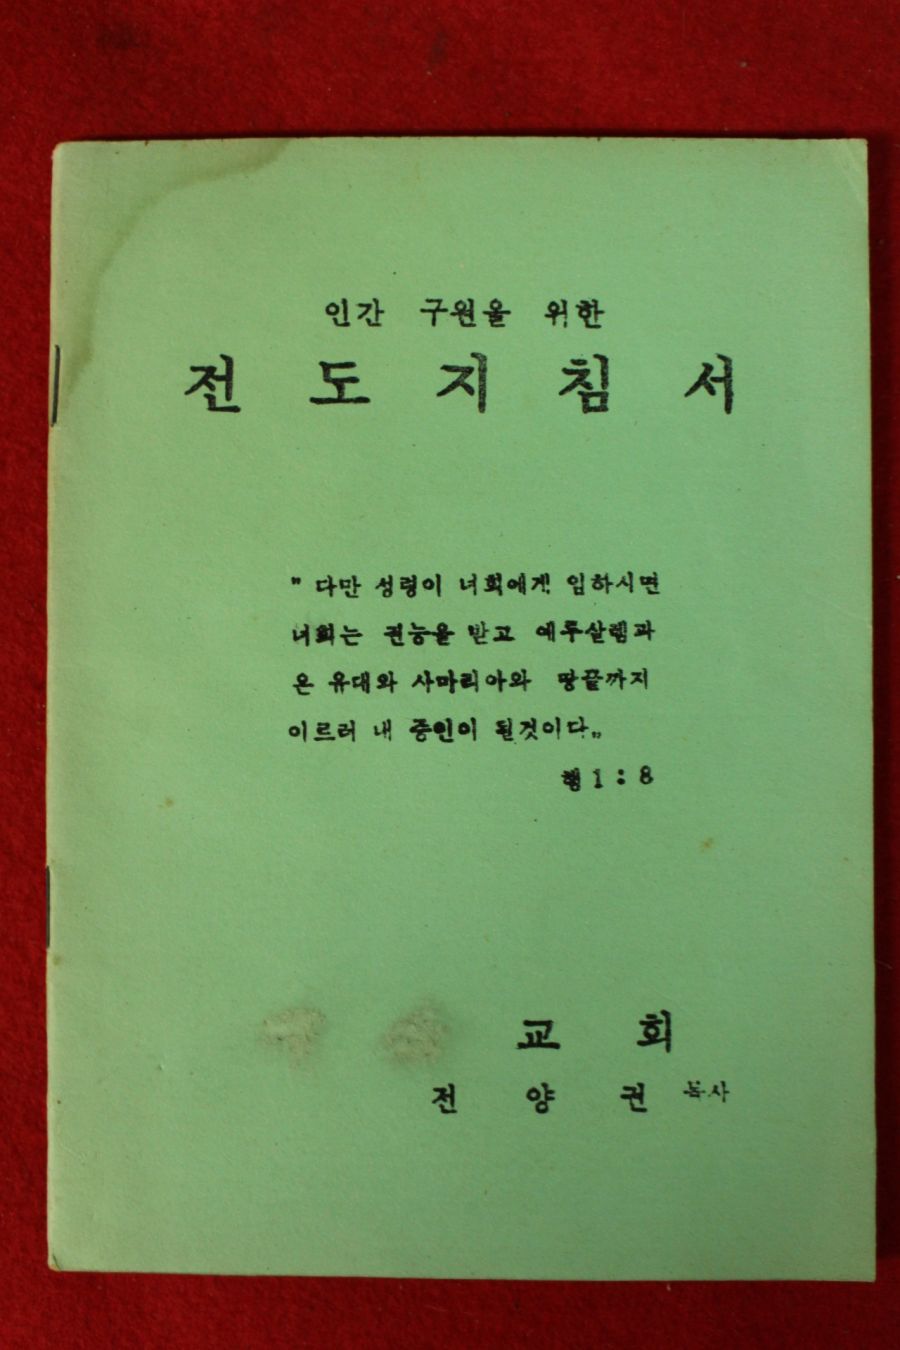 인간 구원을 위한
전도지침서
" 다만 성령이 너희에게 임하시면
너희는 권능을 받고 예루살렘과
온 유대와 사마리아와 땅끝까지
이르러 내 증인이 될것이다„
행1:8
교회
전양권 목사